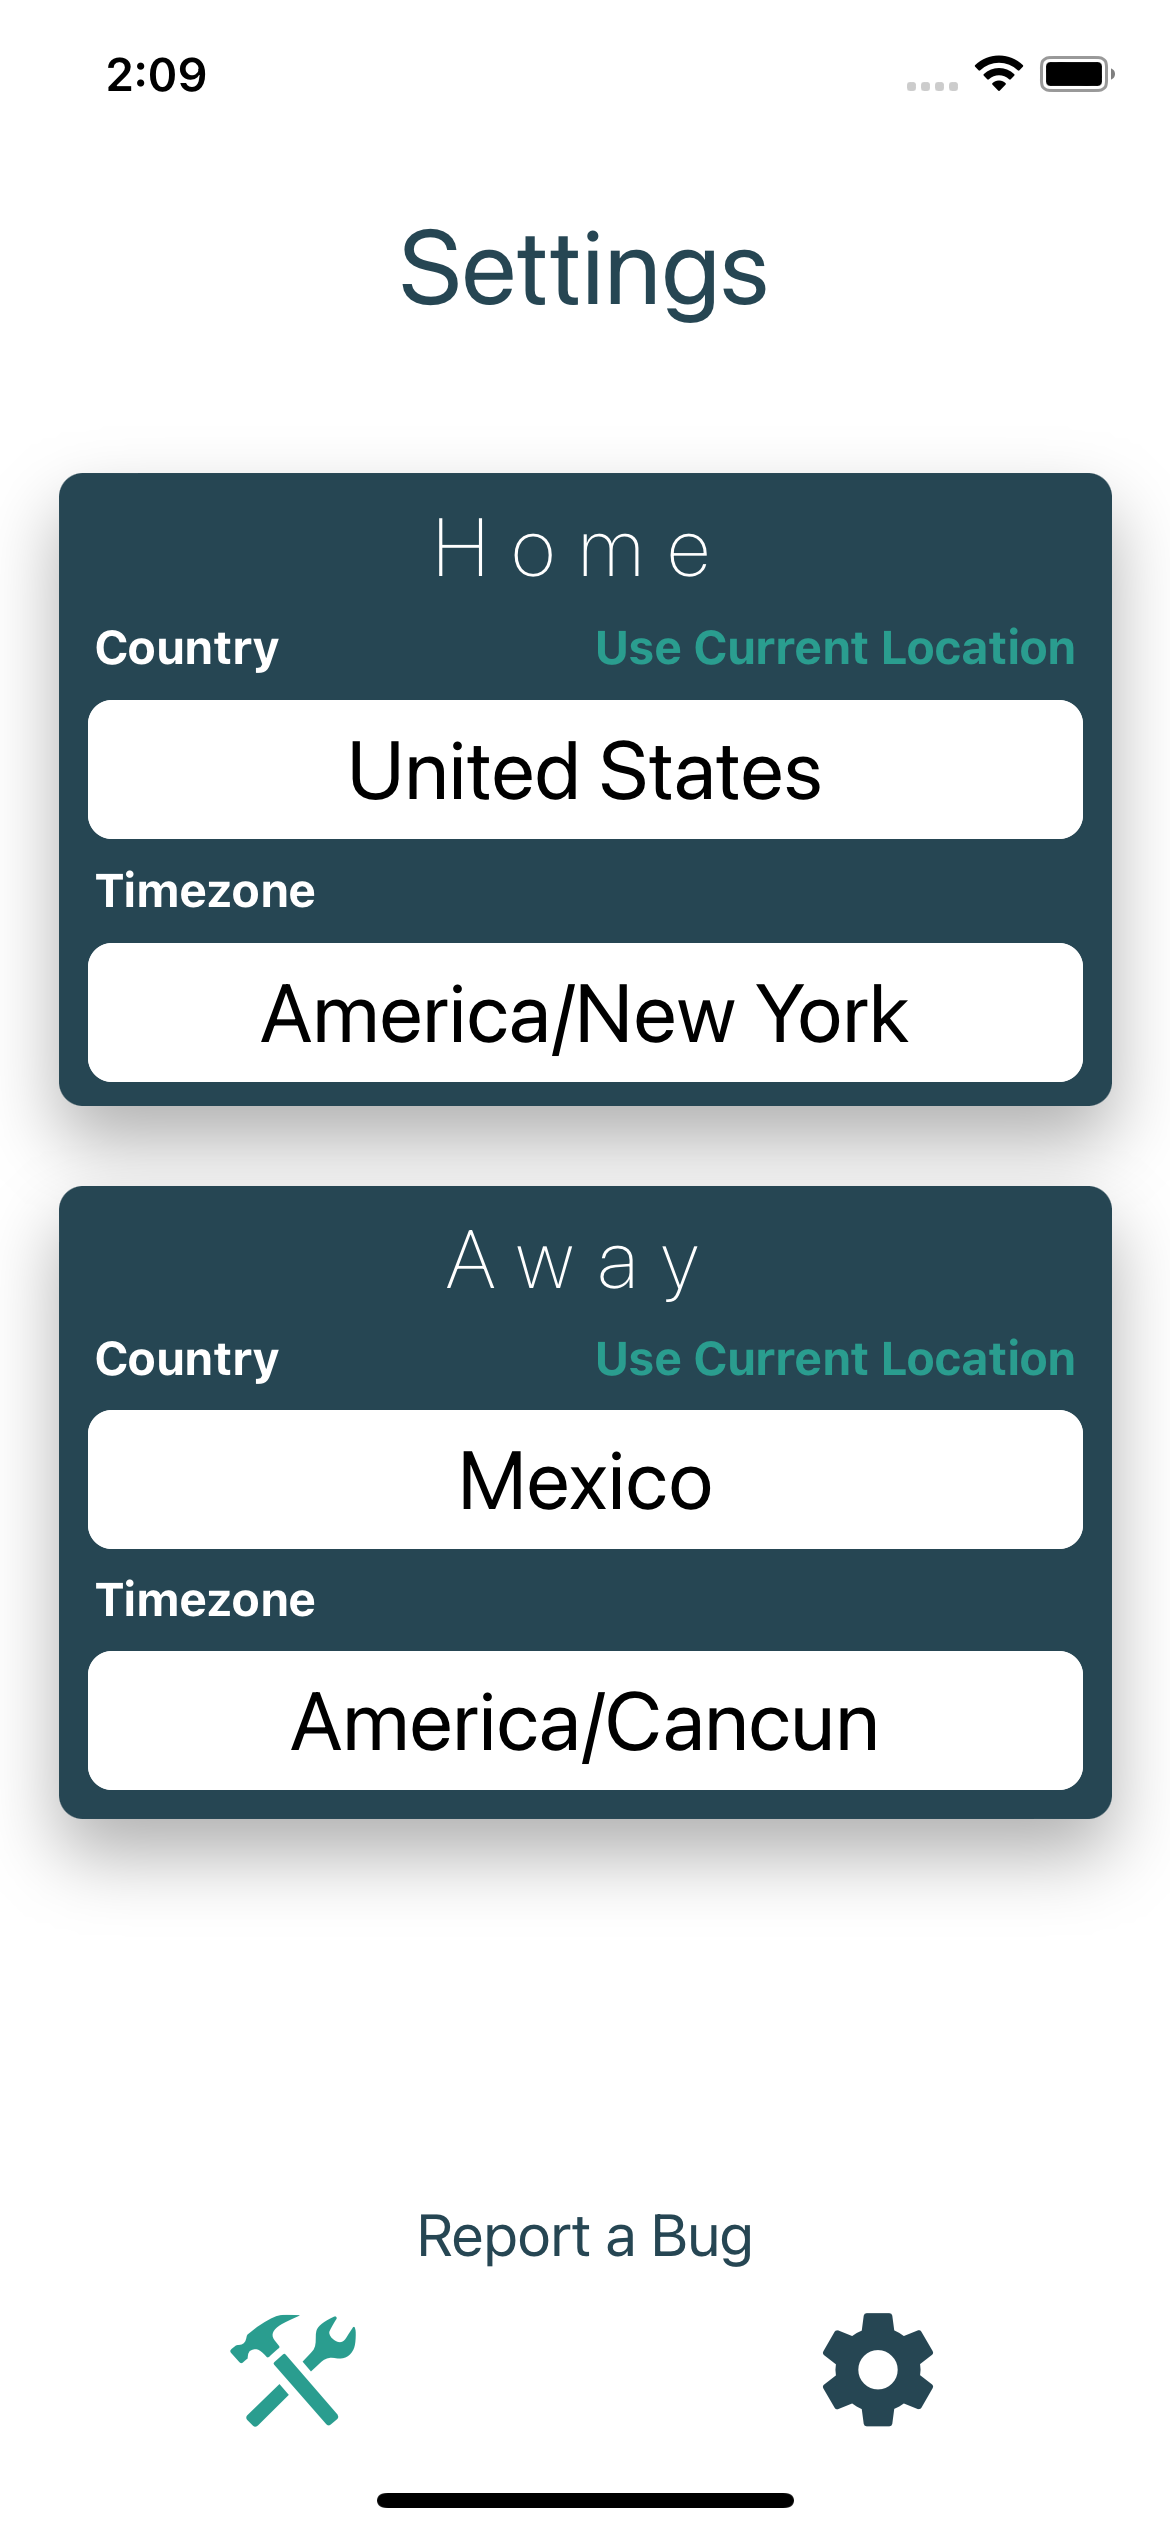 2:09
Settings
Home
Country Use Current Location
United States
Timezone
America/New York
Away
Country Use Current Location
Mexico
Timezone
America/Cancun
Report a Bug